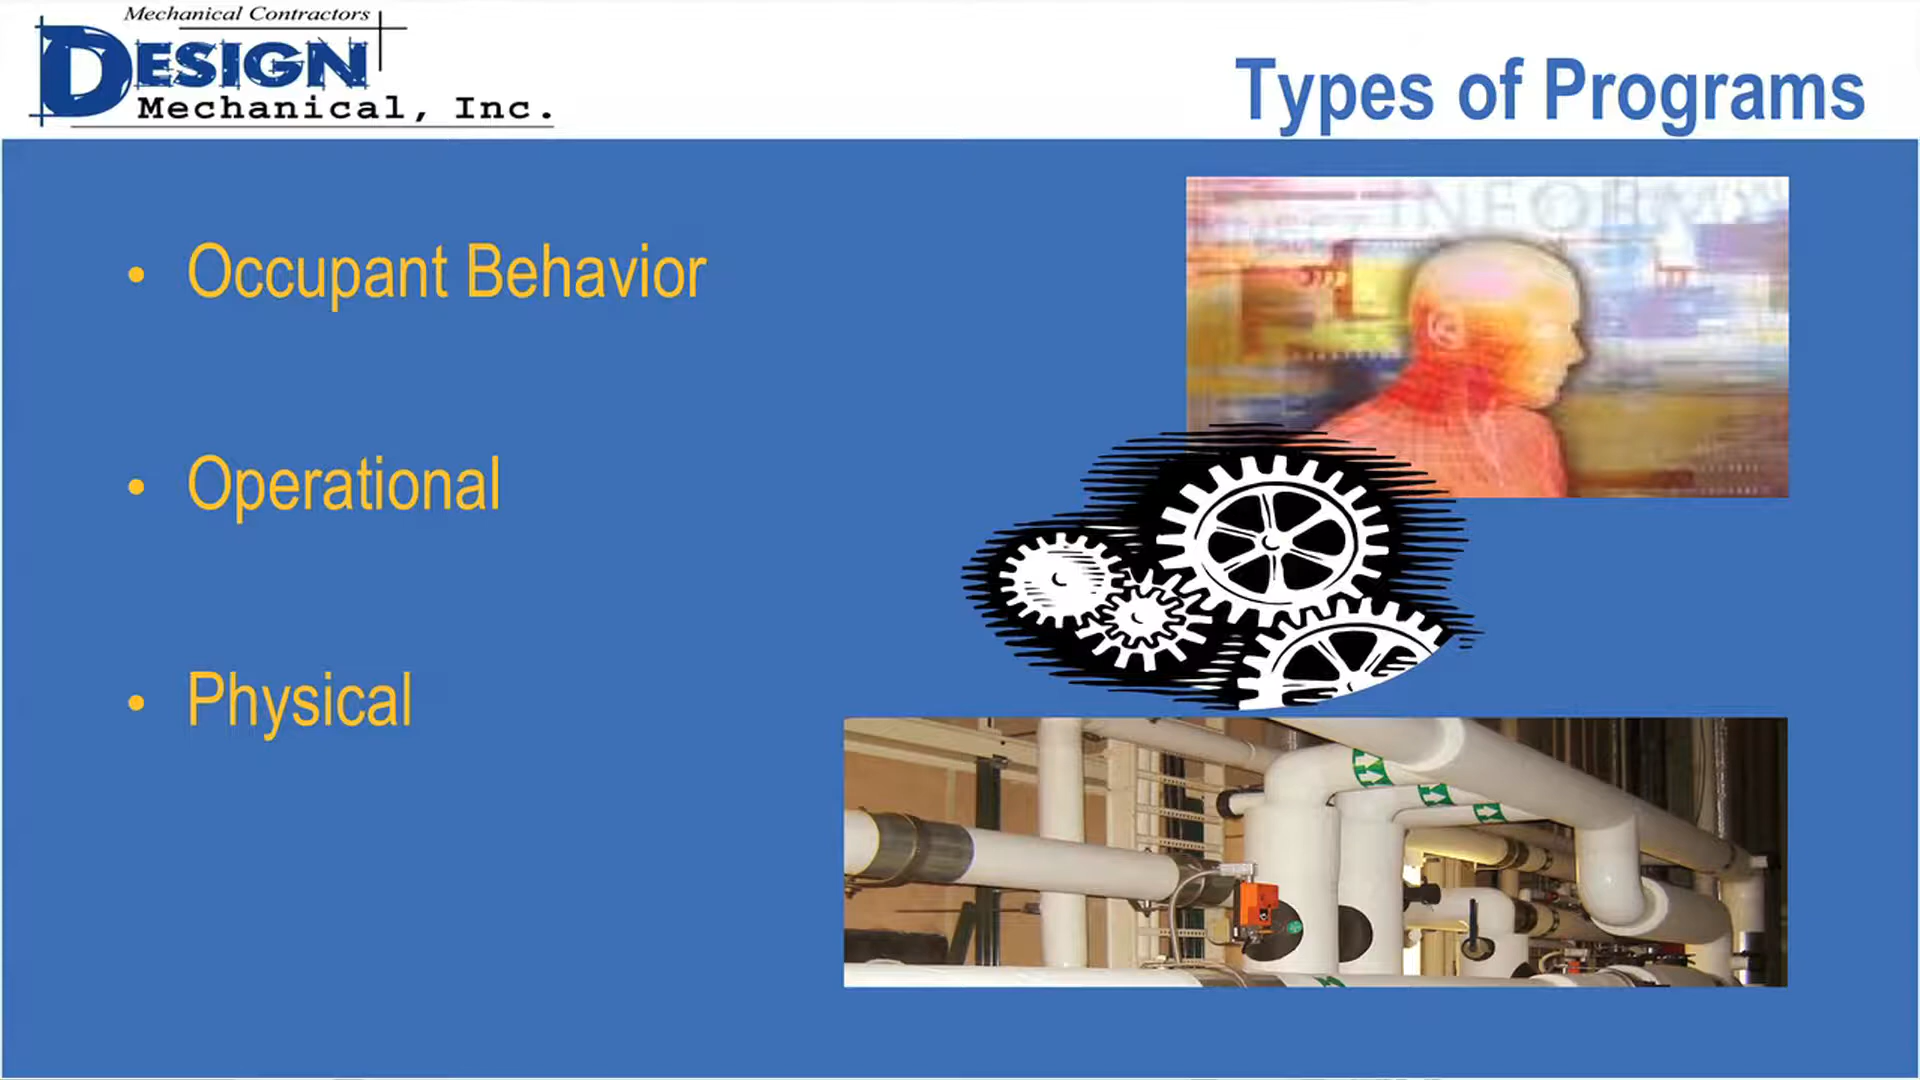 Mechanical Contractors
DESIGN
Mechanical, Inc.
Types of Programs
• Occupant Behavior
• Operational
• Physical